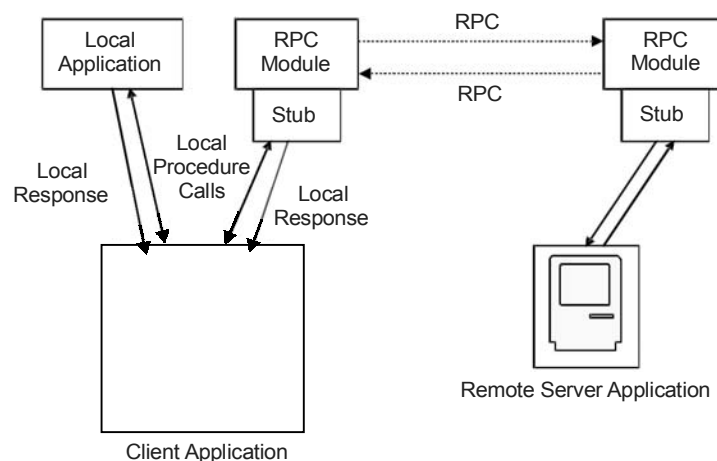 Local
Application
RPC
Module
RPC
RPC
RPC
Module
Stub
Stub
Local
Response
Local
Procedure
Calls
Local
Response
Remote Server Application
Client Application